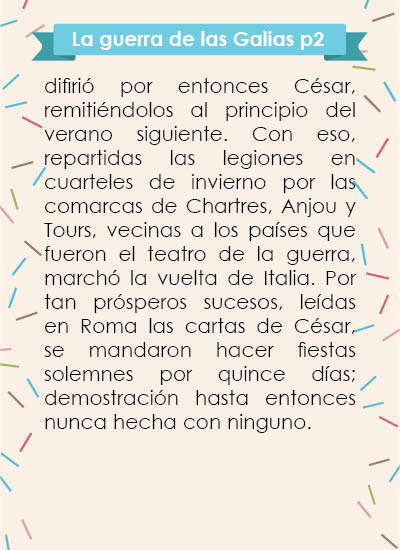 La guerra de las Galias p2
difirió por entonces César,
remitiéndolos al principio del
verano siguiente. Con eso,
repartidas las legiones en
cuarteles de invierno por las
comarcas de Chartres, Anjou y
Tours, vecinas a los países que
fueron el teatro de la guerra,
marchó la vuelta de Italia. Por
tan prósperos sucesos, leídas
en Roma las cartas de César,
se mandaron hacer fiestas
solemnes por quince días;
demostración hasta entonces
nunca hecha con ninguno.